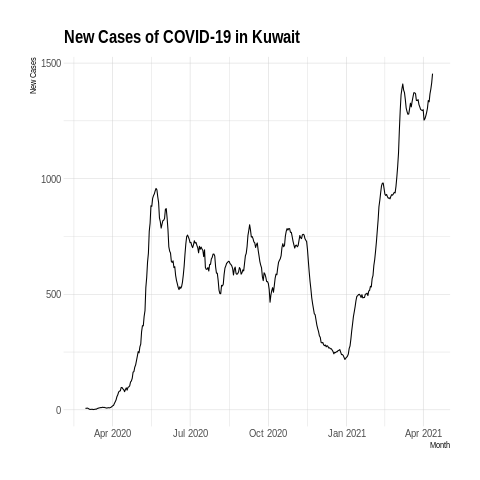 New Cases of COVID-19 in Kuwait
New Cases
1500
1000
500
0
Apr 2020 Jul 2020 Oct 2020 Jan 2021 Apr 2021
Month